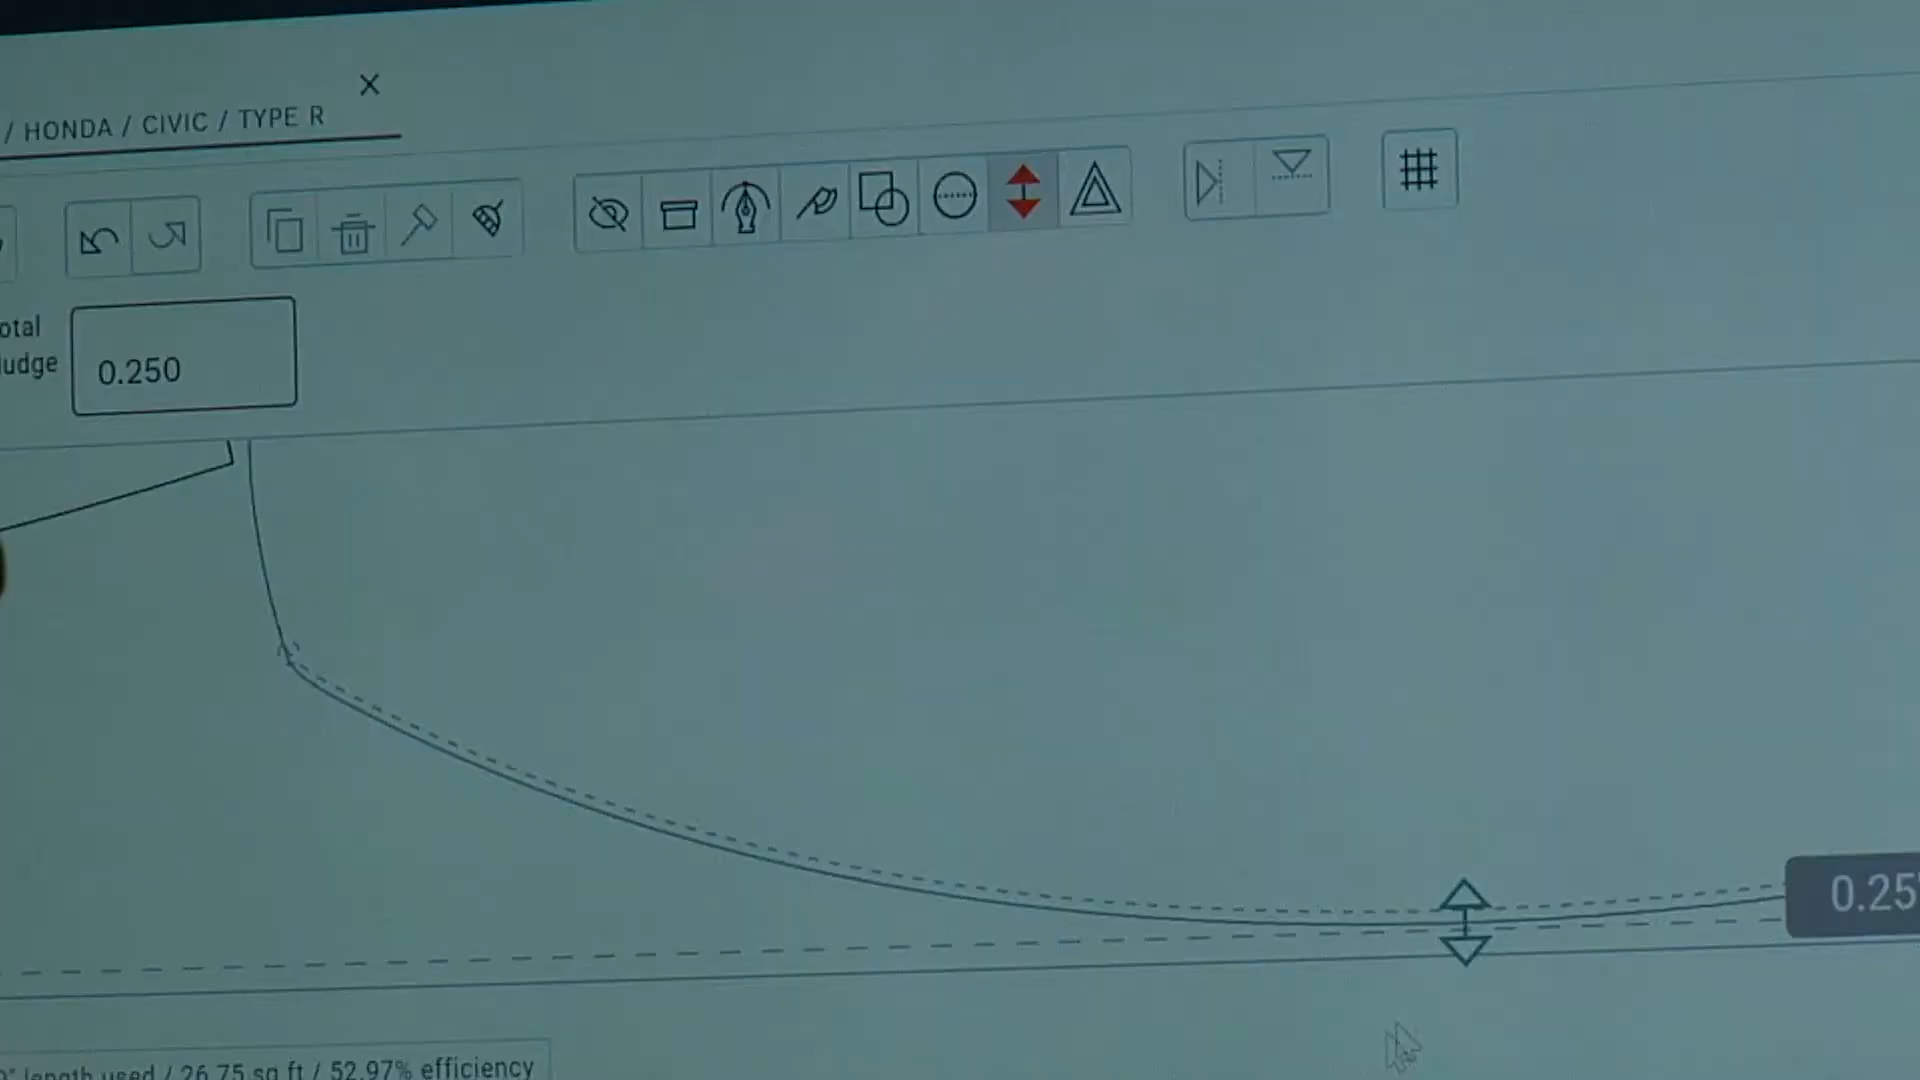 / HONDA / CIVIC / TYPE R
otal
udge
0.250
0.25
length used / 26.75 sq ft / 52.97% efficiency